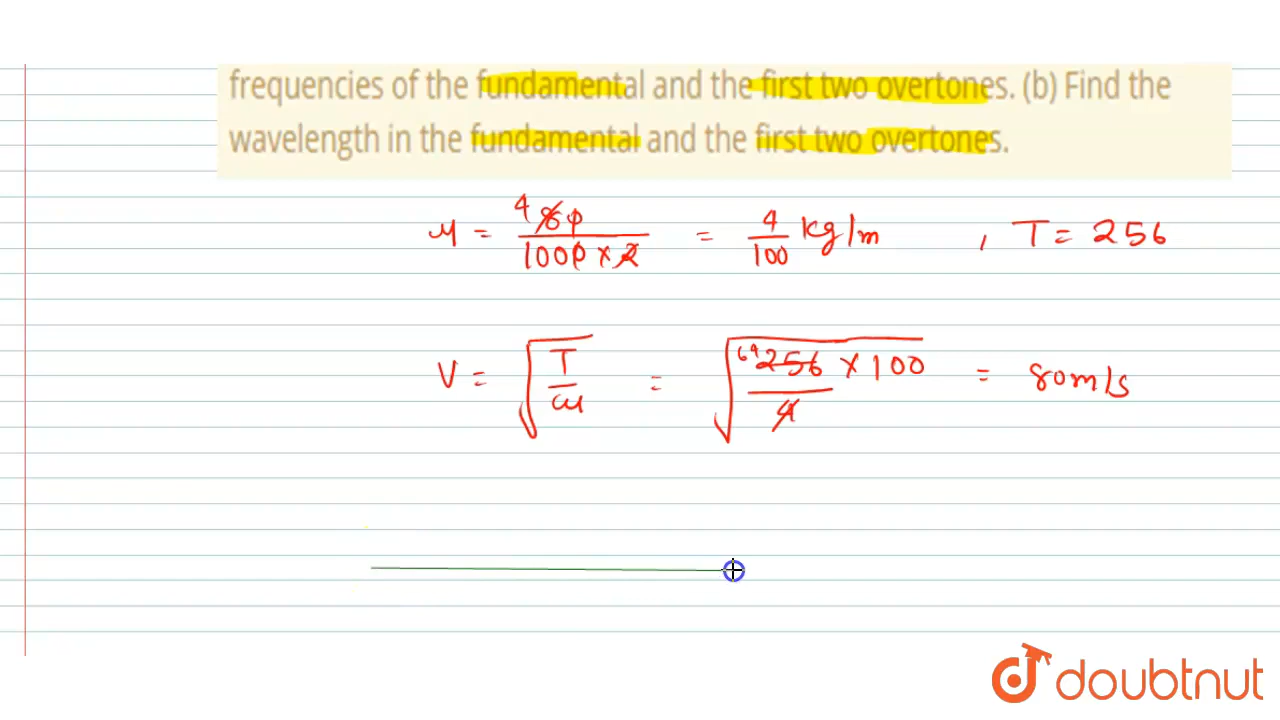 frequencies of the fundamental and the first two overtones. (b) Find the
wavelength in the fundamental and the first two overtones.
μ = 4 80 / 1000 × 2 = 4 / 100 kg/m , T = 256
V = √(T / μ) = √(64 256 × 100 / 4) = 80 m/s
doubtnut